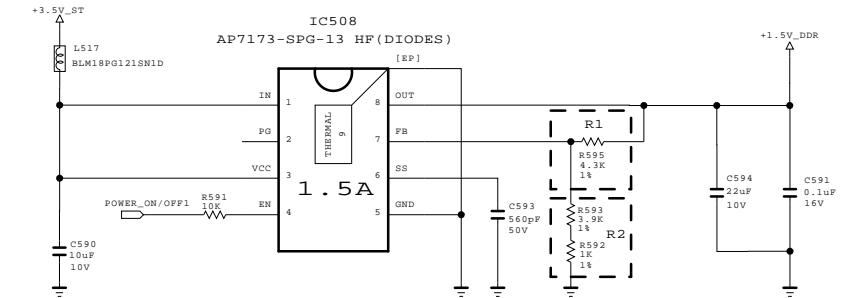 +3.5V_ST
IC508
AP7173-SPG-13 HF(DIODES)
+1.5V_DDR
L517
BLM18PG121SN1D
[EP]
IN
1
8
OUT
R1
PG
2
THERMAL
9
7
FB
R595
4.3K
1%
VCC
3
6
SS
1.5A
C594
22uF
10V
C591
0.1uF
16V
POWER_ON/OFF1
R591
10K
EN
4
5
GND
C593
560pF
50V
R593
3.9K
1%
R2
R592
1K
1%
C590
10uF
10V